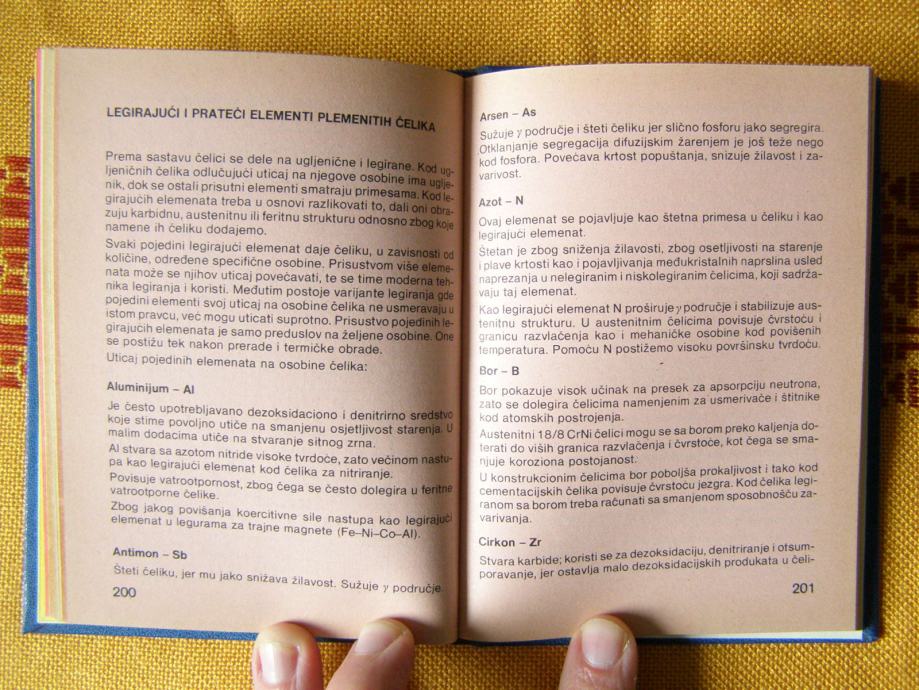 LEGIRAJUĆI I PRATEĆI ELEMENTI PLEMENITIH ČELIKA
Prema sastavu čelici se dele na ugljenične i legirane. Kod ug-
ljeničnih čelika odlučujući uticaj na njegove osobine ima uglje-
nik, dok se ostali prisutni elementi smatraju primesama. Kod le-
girajućih elemenata treba u osnovi razlikovati to, dali oni obra-
zuju karbidnu, austenitnu ili feritnu strukturu odnosno zbog koje
namene ih čeliku dodajemo.
Svaki pojedini legirajući elemenat daje čeliku, u zavisnosti od
količine, određene specifične osobine. Prisustvom više eleme-
nata može se njihov uticaj povećavati, te se time moderna teh-
nika legiranja i koristi. Međutim postoje varijante legiranja gde
pojedini elementi svoj uticaj na osobine čelika ne usmeravaju u
istom pravcu, već mogu uticati suprotno. Prisustvo pojedinih le-
girajućih elemenata je samo preduslov na željene osobine. One
se postižu tek nakon prerade i termičke obrade.
Uticaj pojedinih elemenata na osobine čelika:
Aluminijum – Al
Je često upotrebljavano dezoksidaciono i denitrirno sredstvo
koje stime povoljno utiče na smanjenu osjetljivost starenja. U
malim dodacima utiče na stvaranje sitnog zrna.
Al stvara sa azotom nitride visoke tvrdoće, zato većinom nastu-
pa kao legirajući elemenat kod čelika za nitriranje.
Povisuje vatrootpornost, zbog čega se često dolegira u feritne
vatrootporne čelike.
Zbog jakog povišanja koercitivne sile nastupa kao legirajući
elemenat u legurama za trajne magnete (Fe–Ni–Co–Al).
Antimon – Sb
Šteti čeliku, jer mu jako snižava žilavost. Sužuje γ područje.
200
Arsen – As
Sužuje γ područje i šteti čeliku jer slično fosforu jako segregira.
Otklanjanje segregacija difuzijskim žarenjem je još teže nego
kod fosfora. Povećava krtost popuštanja, snizuje žilavost i za-
varivost.
Azot – N
Ovaj elemenat se pojavljuje kao štetna primesa u čeliku i kao
legirajući elemenat.
Štetan je zbog sniženja žilavosti, zbog osetljivosti na starenje
i plave krtosti kao i pojavljivanja međukristalnih naprslina usled
naprezanja u nelegiranim i niskolegiranim čelicima, koji sadrža-
vaju taj elemenat.
Kao legirajući elemenat N proširuje γ područje i stabilizuje aus-
tenitnu strukturu. U austenitnim čelicima povisuje čvrstoću i
granicu razvlačenja kao i mehaničke osobine kod povišenih
temperatura. Pomoću N postižemo visoku površinsku tvrdoću.
Bor – B
Bor pokazuje visok učinak na presek za apsorpciju neutrona,
zato se dolegira čelicima namenjenim za usmerivače i štitnike
kod atomskih postrojenja.
Austenitni 18/8 CrNi čelici mogu se sa borom preko kaljenja do-
terati do viših granica razvlačenja i čvrstoće, kot čega se sma-
njuje koroziona postojanost.
U konstrukcionim čelicima bor poboljša prokaljivost i tako kod
cementacijskih čelika povisuje čvrstoću jezgra. Kod čelika legi-
ranom sa borom treba računati sa smanjenom sposobnošću za-
varivanja.
Cirkon – Zr
Stvara karbide; koristi se za dezoksidaciju, denitriranje i otsum-
poravanje, jer ostavlja malo dezoksidacijskih produkata u čeli-
201